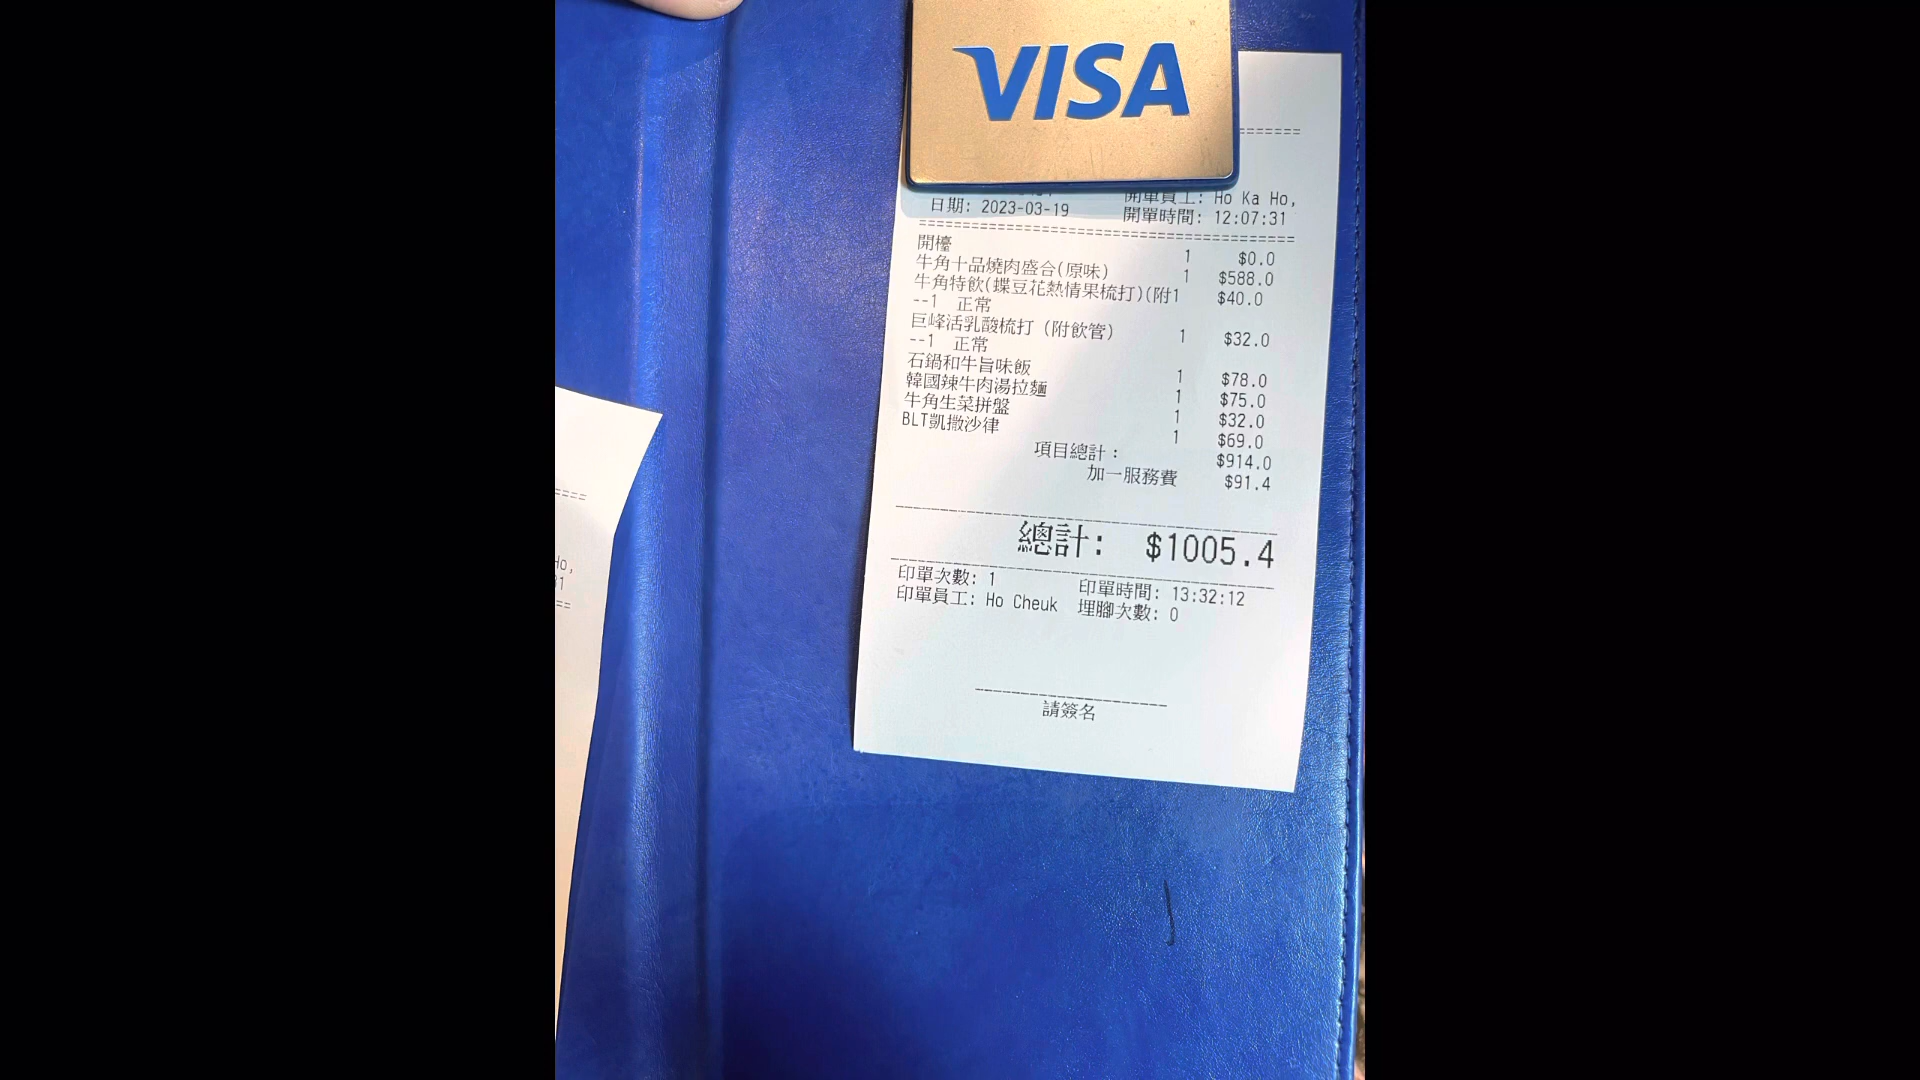 VISA
=======
開單員工: Ho Ka Ho,
日期: 2023-03-19 開單時間: 12:07:31
========================================
開檯 1 $0.0
牛角十品燒肉盛合(原味) 1 $588.0
牛角特飲(蝶豆花熱情果梳打)(附1 $40.0
--1 正常
巨峰活乳酸梳打 (附飲管) 1 $32.0
--1 正常
石鍋和牛旨味飯 1 $78.0
韓國辣牛肉湯拉麵 1 $75.0
牛角生菜拼盤 1 $32.0
BLT凱撒沙律 1 $69.0
項目總計: $914.0
加一服務費 $91.4
總計: $1005.4
印單次數: 1 印單時間: 13:32:12
印單員工: Ho Cheuk 埋腳次數: 0
請簽名
====
Ho,
31
==